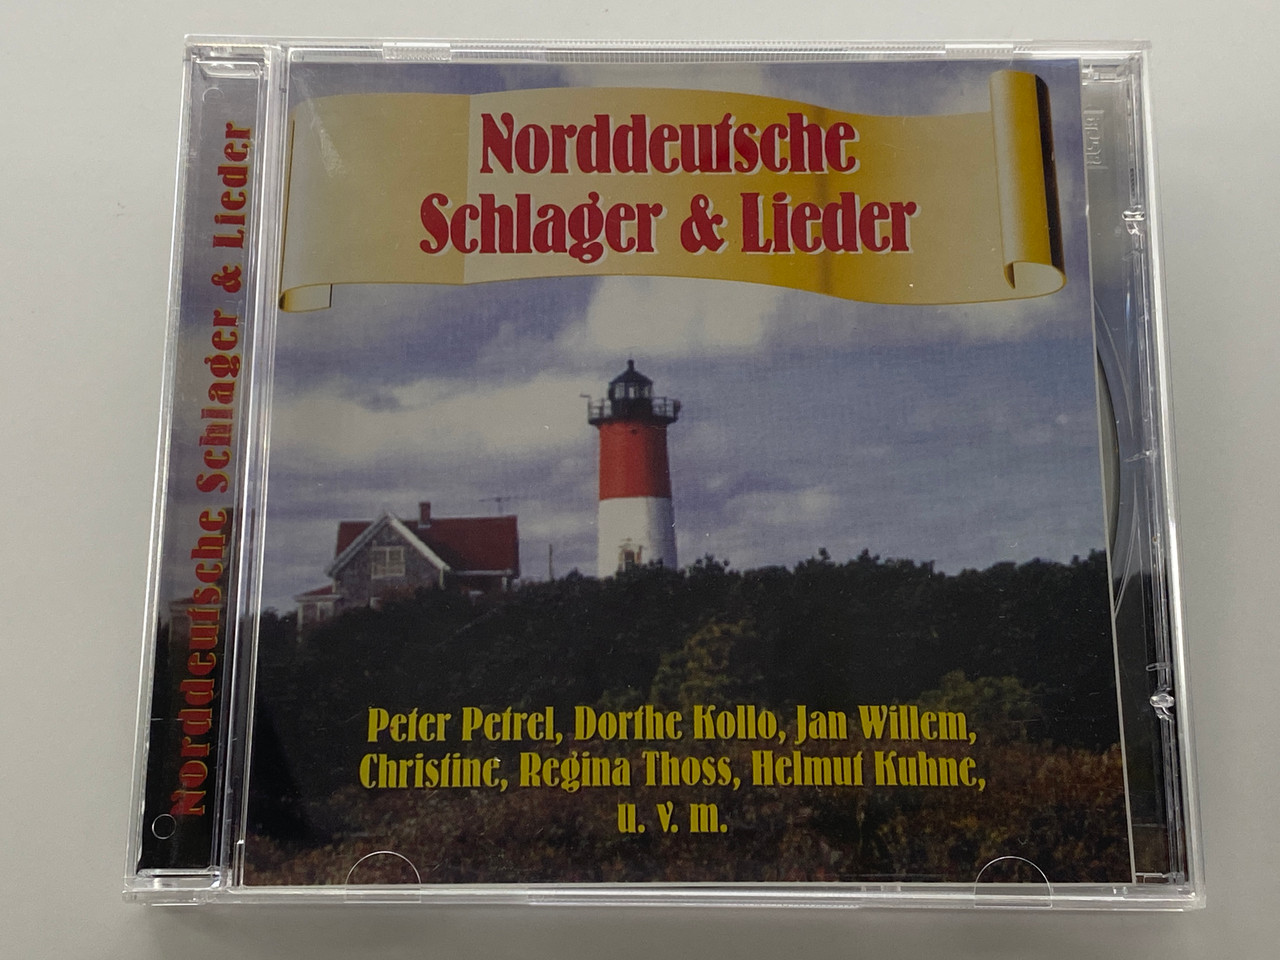 Norddeutsche
Schlager & Lieder
Norddeutsche Schlager & Lieder
Peter Petrel, Dorthe Kollo, Jan Willem,
Christine, Regina Thoss, Helmut Kuhne,
u. v. m.